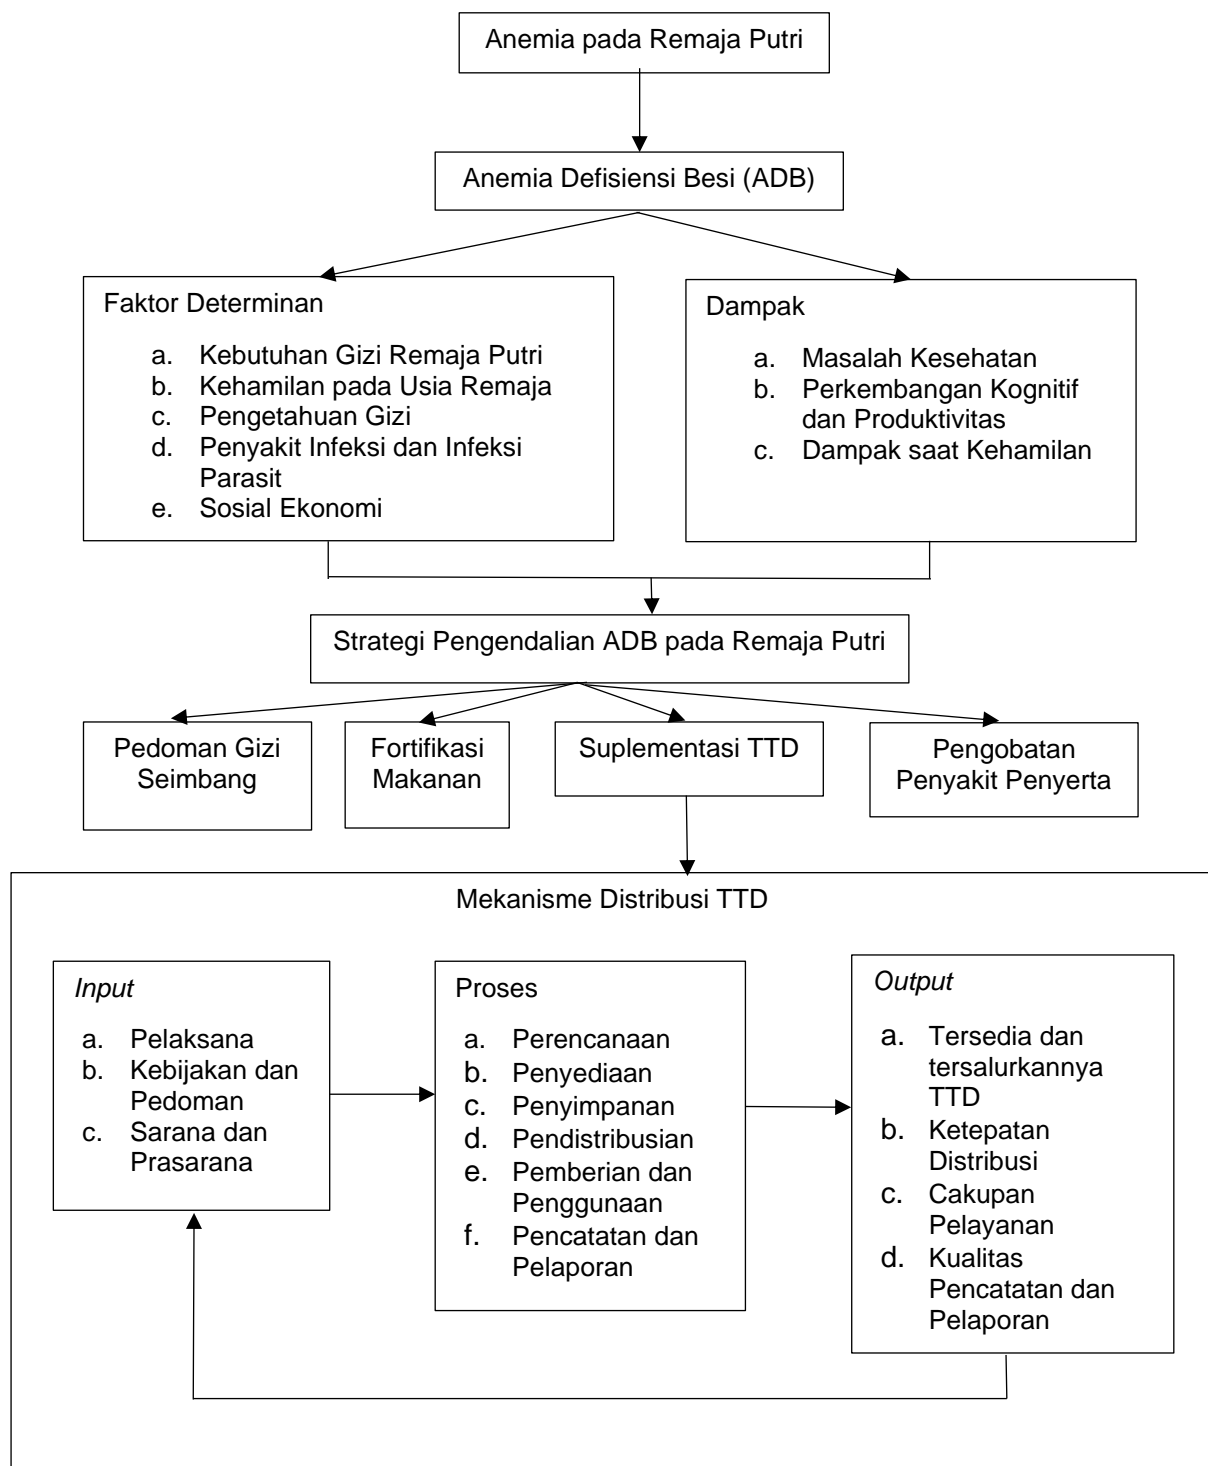 Anemia pada Remaja Putri
Anemia Defisiensi Besi (ADB)
Faktor Determinan
a. Kebutuhan Gizi Remaja Putri
b. Kehamilan pada Usia Remaja
c. Pengetahuan Gizi
d. Penyakit Infeksi dan Infeksi
Parasit
e. Sosial Ekonomi
Dampak
a. Masalah Kesehatan
b. Perkembangan Kognitif
dan Produktivitas
c. Dampak saat Kehamilan
Strategi Pengendalian ADB pada Remaja Putri
Pedoman Gizi
Seimbang
Fortifikasi
Makanan
Suplementasi TTD
Pengobatan
Penyakit Penyerta
Mekanisme Distribusi TTD
Input
a. Pelaksana
b. Kebijakan dan
Pedoman
c. Sarana dan
Prasarana
Proses
a. Perencanaan
b. Penyediaan
c. Penyimpanan
d. Pendistribusian
e. Pemberian dan
Penggunaan
f. Pencatatan dan
Pelaporan
Output
a. Tersedia dan
tersalurkannya
TTD
b. Ketepatan
Distribusi
c. Cakupan
Pelayanan
d. Kualitas
Pencatatan dan
Pelaporan